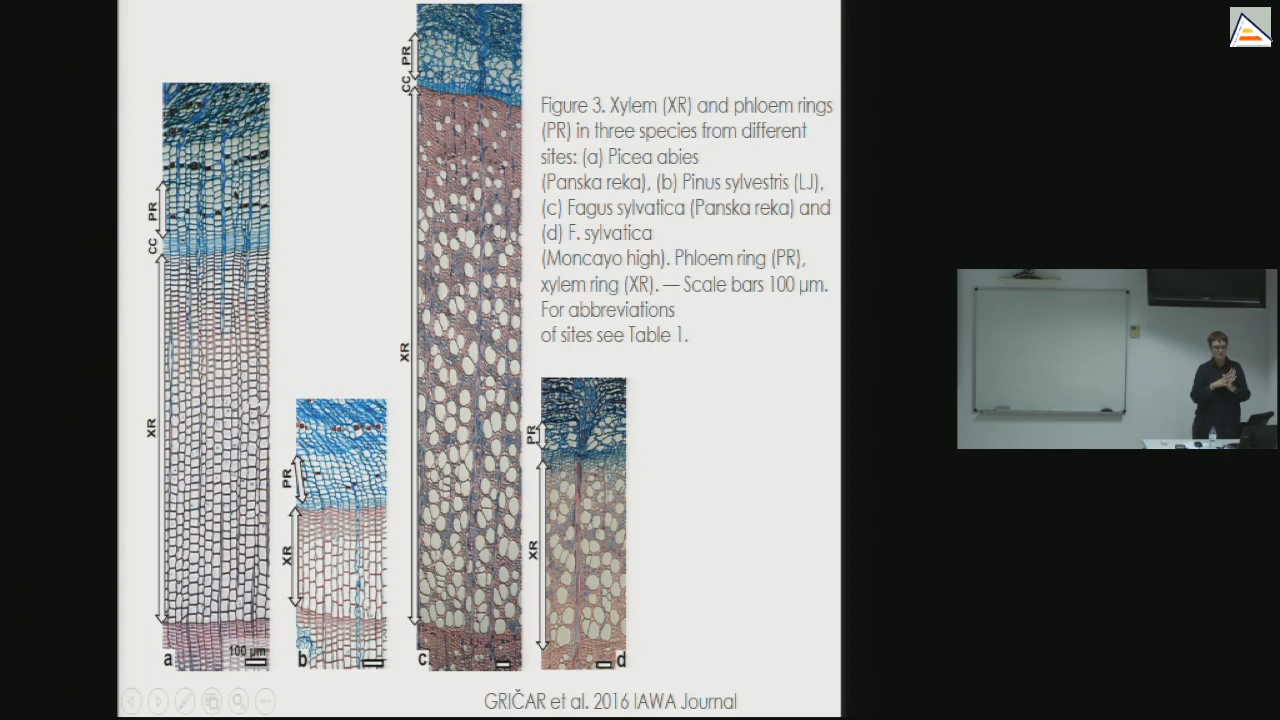 PR
CC
XR
a
100 µm
PR
XR
b
PR
CC
XR
c
PR
XR
d
Figure 3. Xylem (XR) and phloem rings
(PR) in three species from different
sites: (a) Picea abies
(Panska reka), (b) Pinus sylvestris (LJ),
(c) Fagus sylvatica (Panska reka) and
(d) F. sylvatica
(Moncayo high). Phloem ring (PR),
xylem ring (XR). — Scale bars 100 µm.
For abbreviations
of sites see Table 1.
GRIČAR et al. 2016 IAWA Journal